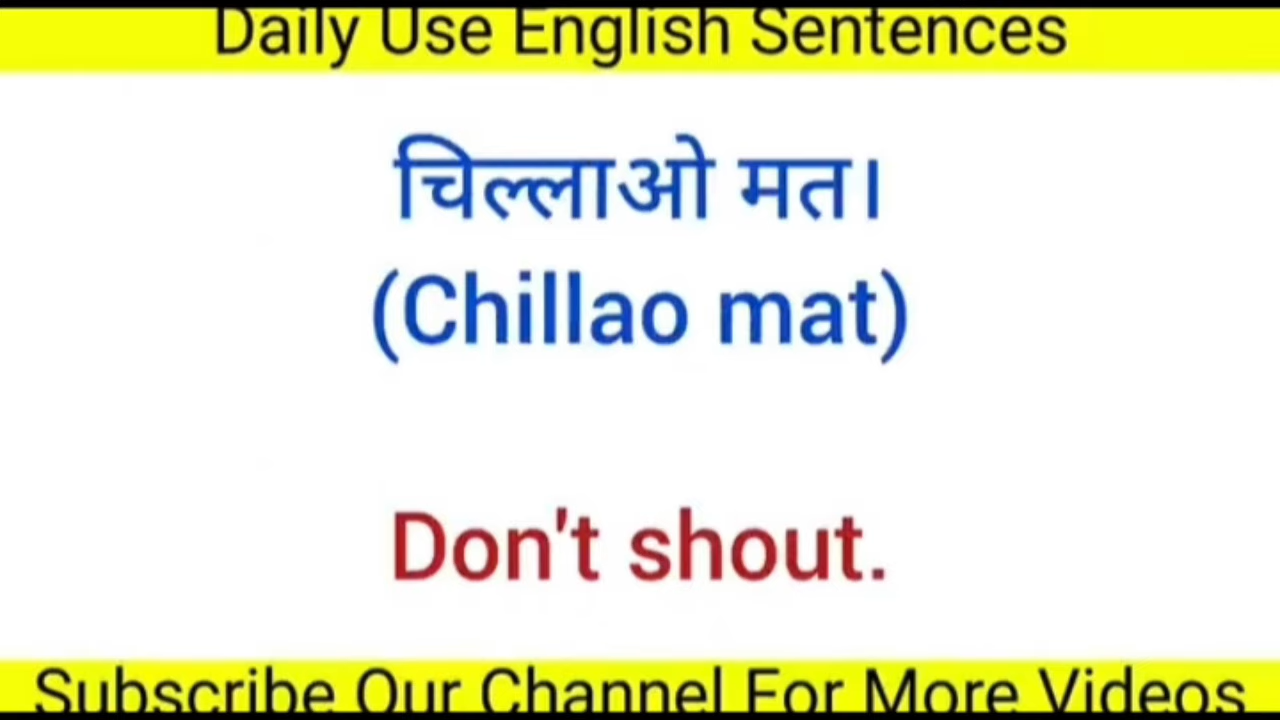 Daily Use English Sentences
चिल्लाओ मत।
(Chillao mat)
Don't shout.
Subscribe Our Channel For More Videos